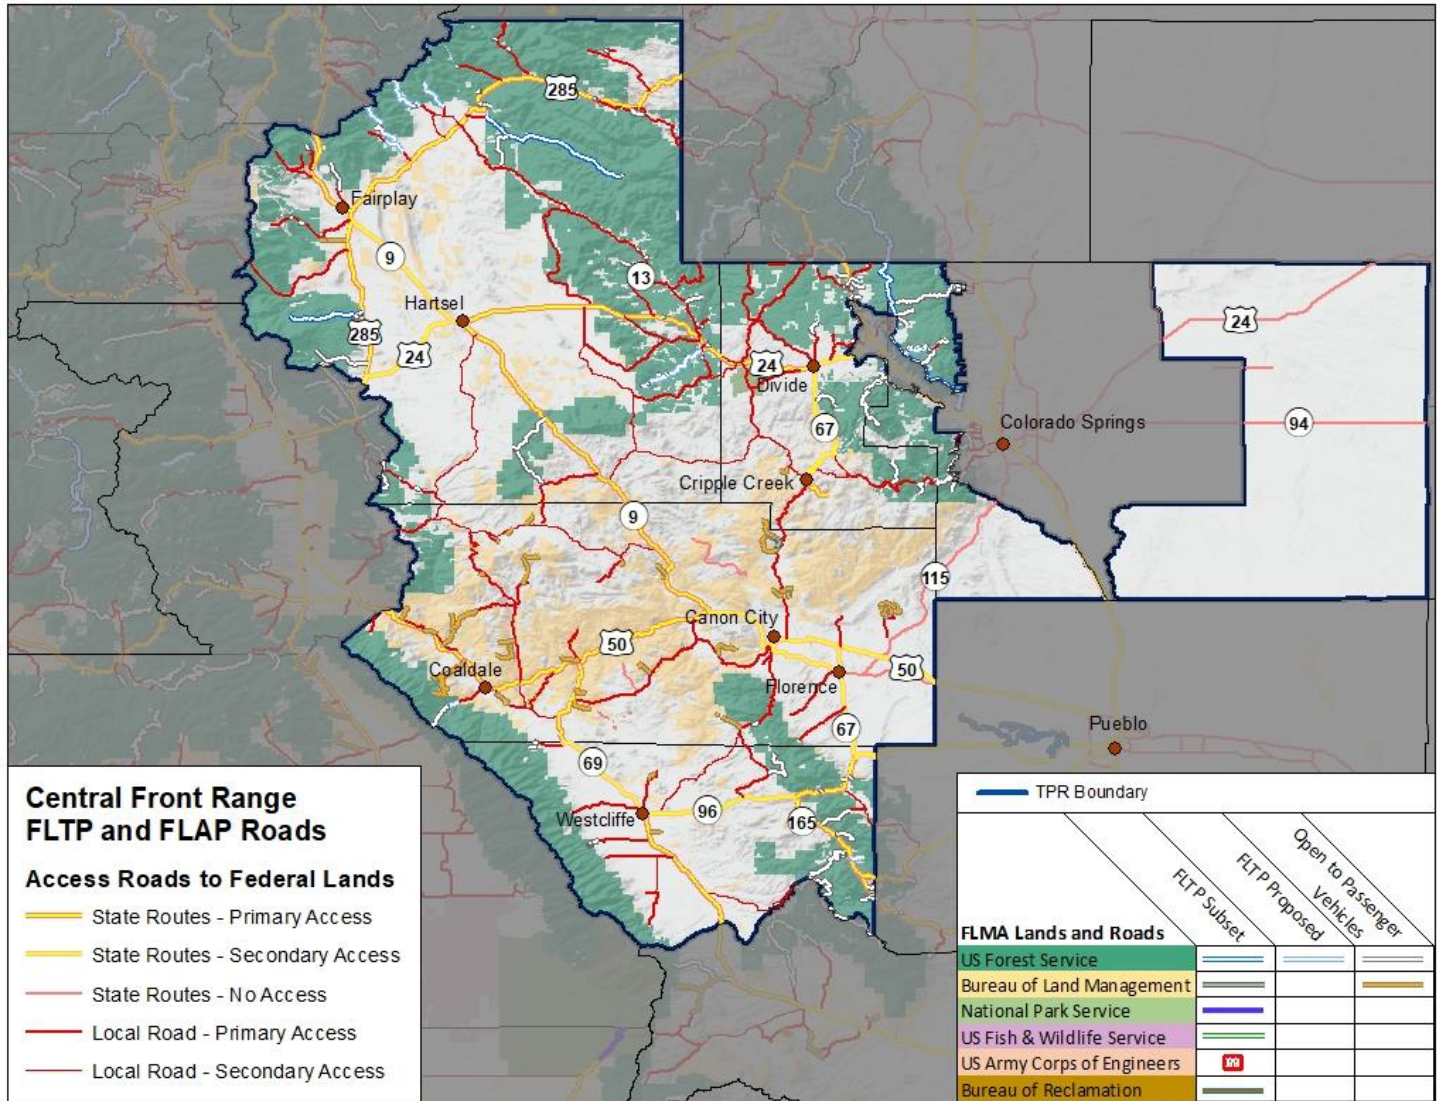 285
Fairplay
9
13
Hartsel
285
24
24
24
Divide
94
67
Colorado Springs
Cripple Creek
9
115
Canon City
50
50
Coaldale
Florence
67
Pueblo
69
96
Westcliffe
165
Central Front Range
FLTP and FLAP Roads
Access Roads to Federal Lands
State Routes - Primary Access
State Routes - Secondary Access
State Routes - No Access
Local Road - Primary Access
Local Road - Secondary Access
TPR Boundary
FLTP Subset
FLTP Proposed
Open to Passenger
Vehicles
FLMA Lands and Roads
US Forest Service
Bureau of Land Management
National Park Service
US Fish & Wildlife Service
US Army Corps of Engineers
Bureau of Reclamation